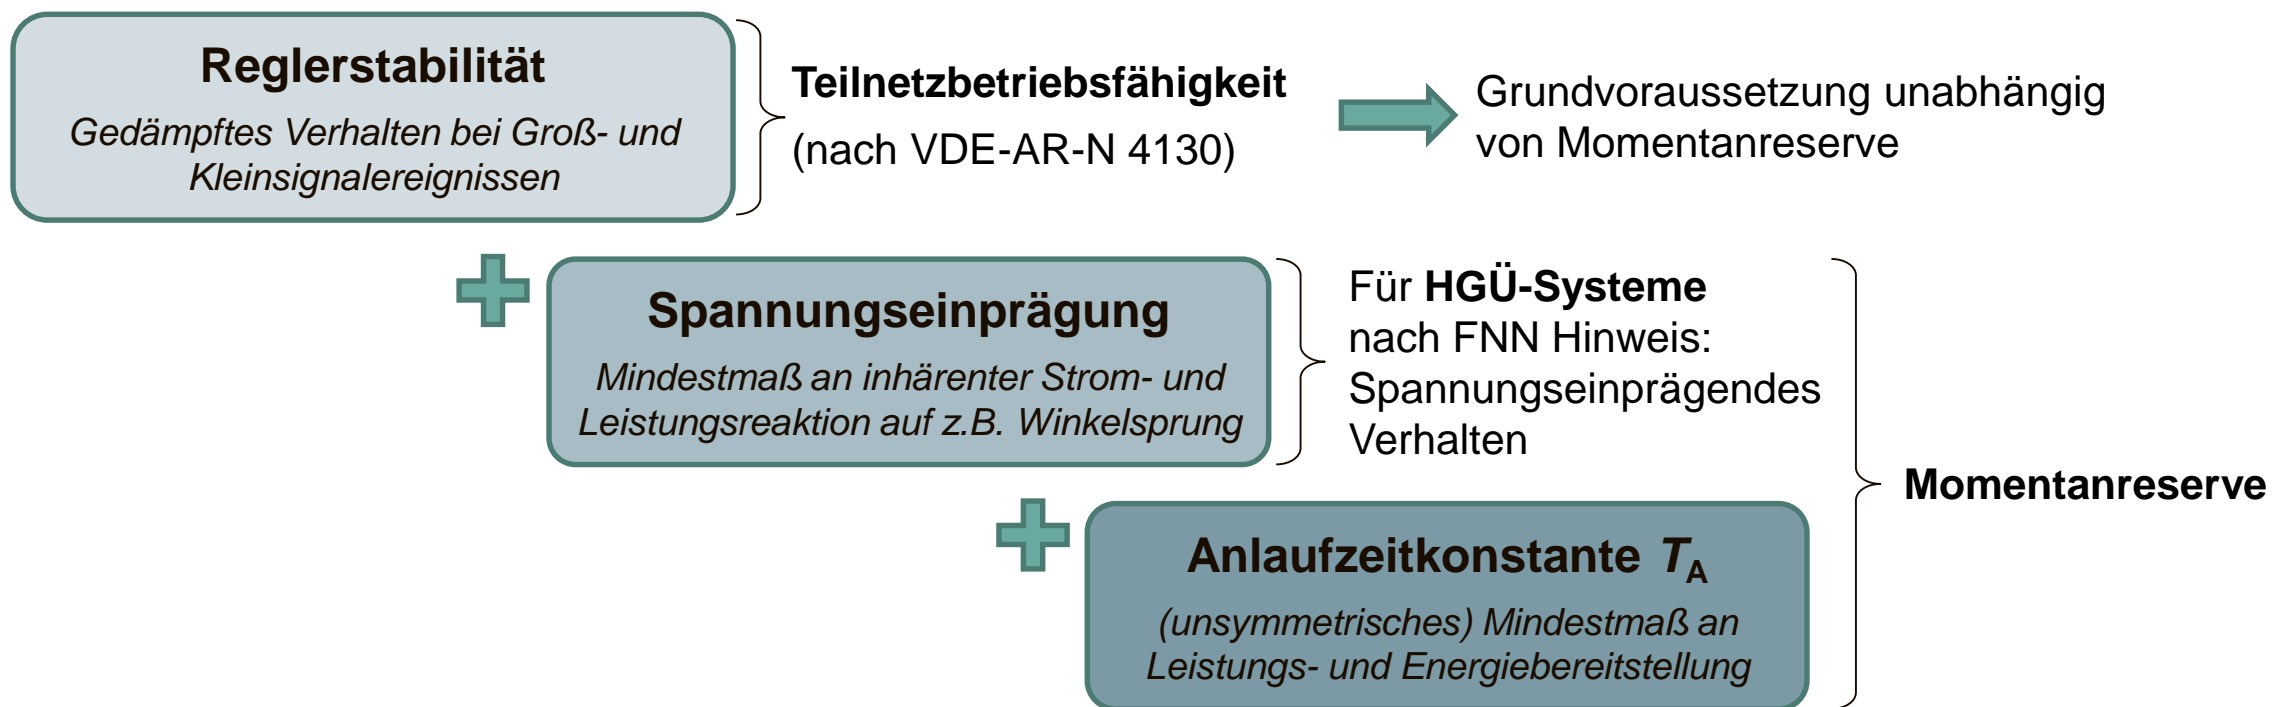 Reglerstabilität
Gedämpftes Verhalten bei Groß- und
Kleinsignalereignissen
Teilnetzbetriebsfähigkeit
(nach VDE-AR-N 4130)
Grundvoraussetzung unabhängig
von Momentanreserve
Spannungseinprägung
Mindestmaß an inhärenter Strom- und
Leistungsreaktion auf z.B. Winkelsprung
Für HGÜ-Systeme
nach FNN Hinweis:
Spannungseinprägendes
Verhalten
Momentanreserve
Anlaufzeitkonstante TA
(unsymmetrisches) Mindestmaß an
Leistungs- und Energiebereitstellung